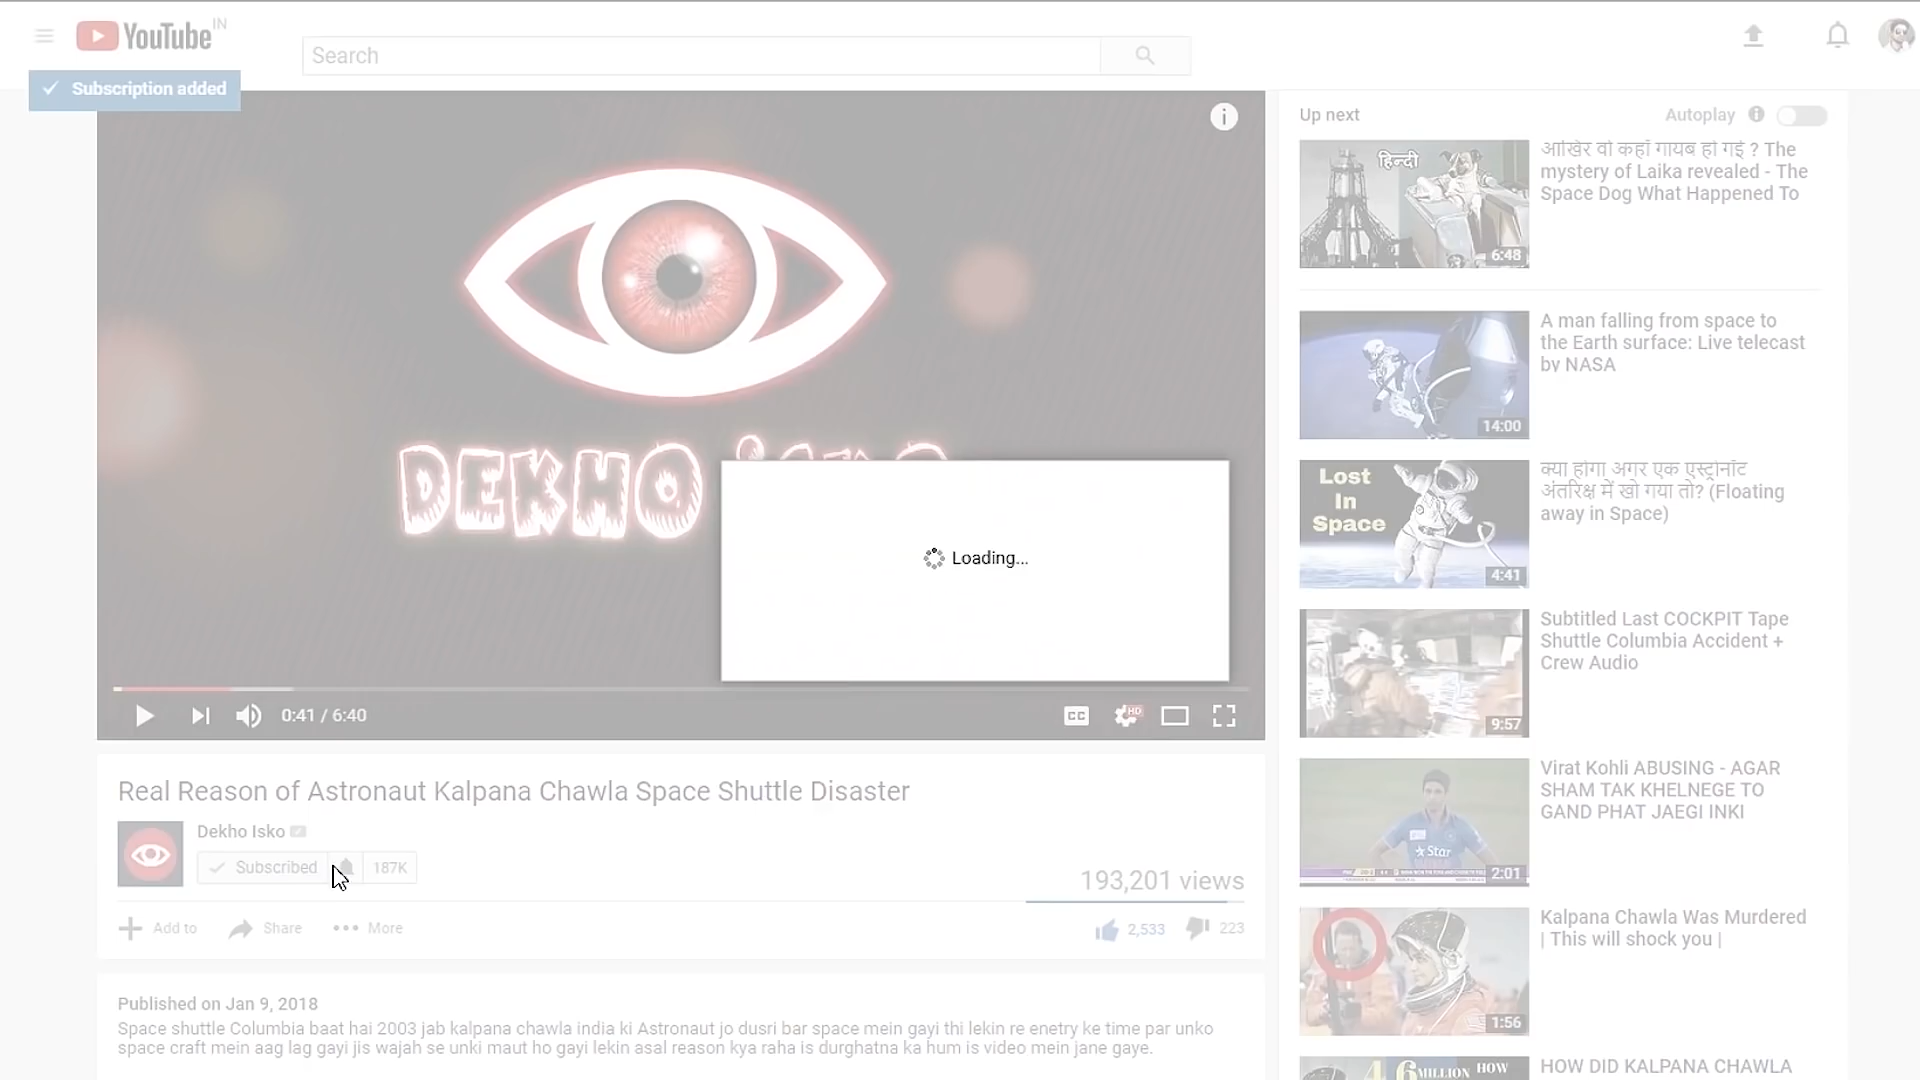 YouTube IN
Search
Subscription added
DEKHO
Loading...
0:41 / 6:40
CC
HD
Real Reason of Astronaut Kalpana Chawla Space Shuttle Disaster
Dekho Isko
Subscribed
187K
193,201 views
Add to
Share
More
2,533
223
Published on Jan 9, 2018
Space shuttle Columbia baat hai 2003 jab kalpana chawla india ki Astronaut jo dusri bar space mein gayi thi lekin re enetry ke time par unko
space craft mein aag lag gayi jis wajah se unki maut ho gayi lekin asal reason kya raha is durghatna ka hum is video mein jane gaye.
Up next
Autoplay
हिन्दी
6:48
आखिर वो कहाँ गायब हो गई ? The
mystery of Laika revealed - The
Space Dog What Happened To
14:00
A man falling from space to
the Earth surface: Live telecast
by NASA
Lost
In
Space
4:41
क्या होगा अगर एक एस्ट्रोनॉट
अंतरिक्ष में खो गया तो? (Floating
away in Space)
9:57
Subtitled Last COCKPIT Tape
Shuttle Columbia Accident +
Crew Audio
Star
2:01
Virat Kohli ABUSING - AGAR
SHAM TAK KHELNEGE TO
GAND PHAT JAEGI INKI
1:56
Kalpana Chawla Was Murdered
| This will shock you |
4.6 MILLION HOW
HOW DID KALPANA CHAWLA